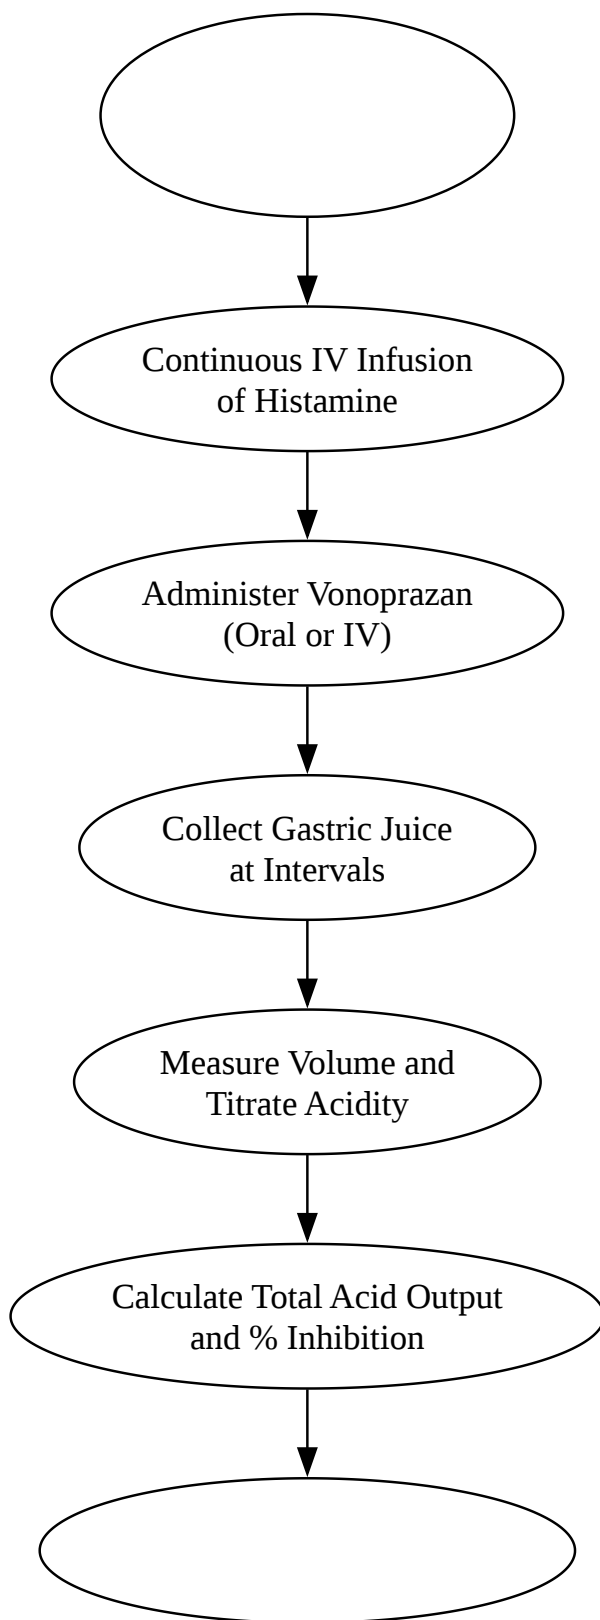 Continuous IV Infusion
of Histamine
Administer Vonoprazan
(Oral or IV)
Collect Gastric Juice
at Intervals
Measure Volume and
Titrate Acidity
Calculate Total Acid Output
and % Inhibition